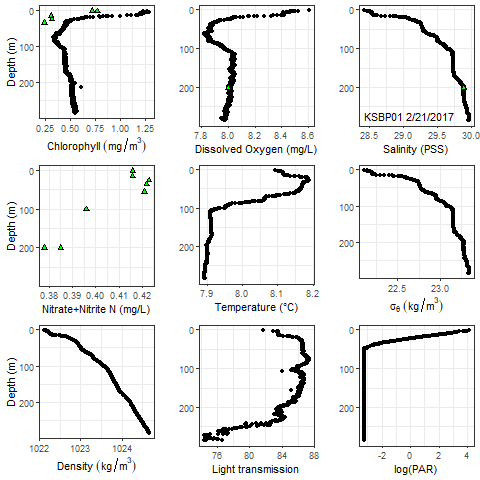 Depth (m)
0
100
200
0.25 0.50 0.75 1.00 1.25
Chlorophyll (mg/m³)
0
100
200
7.8 8.0 8.2 8.4 8.6
Dissolved Oxygen (mg/L)
0
100
200
KSBP01 2/21/2017
28.5 29.0 29.5 30.0
Salinity (PSS)
Depth (m)
0
100
200
0.38 0.39 0.40 0.41 0.42
Nitrate+Nitrite N (mg/L)
0
100
200
7.9 8.0 8.1 8.2
Temperature (°C)
0
100
200
22.5 23.0
σθ (kg/m³)
Depth (m)
0
100
200
1022 1023 1024
Density (kg/m³)
0
100
200
76 80 84 88
Light transmission
0
100
200
-2 0 2 4
log(PAR)